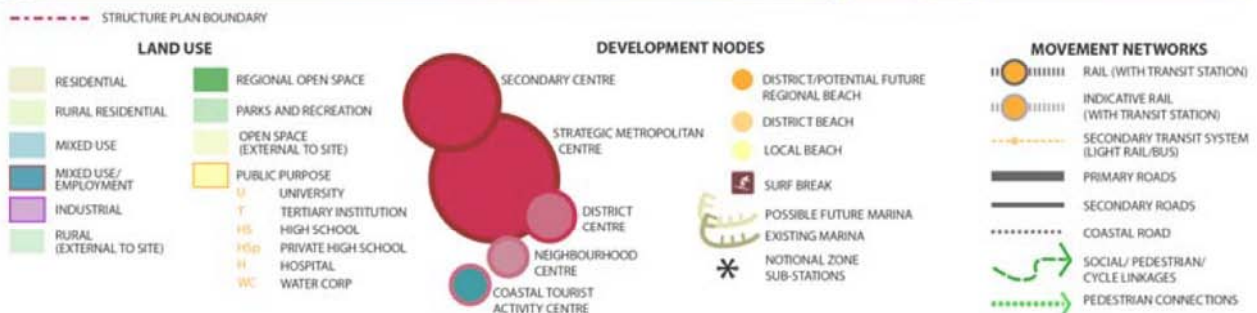 STRUCTURE PLAN BOUNDARY
LAND USE
RESIDENTIAL
RURAL RESIDENTIAL
MIXED USE
MIXED USE/
EMPLOYMENT
INDUSTRIAL
RURAL
(EXTERNAL TO SITE)
REGIONAL OPEN SPACE
PARKS AND RECREATION
OPEN SPACE
(EXTERNAL TO SITE)
PUBLIC PURPOSE
U UNIVERSITY
T TERTIARY INSTITUTION
HS HIGH SCHOOL
HSp PRIVATE HIGH SCHOOL
H HOSPITAL
WC WATER CORP
DEVELOPMENT NODES
SECONDARY CENTRE
STRATEGIC METROPOLITAN
CENTRE
DISTRICT
CENTRE
NEIGHBOURHOOD
CENTRE
COASTAL TOURIST
ACTIVITY CENTRE
DISTRICT/POTENTIAL FUTURE
REGIONAL BEACH
DISTRICT BEACH
LOCAL BEACH
SURF BREAK
POSSIBLE FUTURE MARINA
EXISTING MARINA
NOTIONAL ZONE
SUB-STATIONS
MOVEMENT NETWORKS
RAIL (WITH TRANSIT STATION)
INDICATIVE RAIL
(WITH TRANSIT STATION)
SECONDARY TRANSIT SYSTEM
(LIGHT RAIL/BUS)
PRIMARY ROADS
SECONDARY ROADS
COASTAL ROAD
SOCIAL/ PEDESTRIAN/
CYCLE LINKAGES
PEDESTRIAN CONNECTIONS